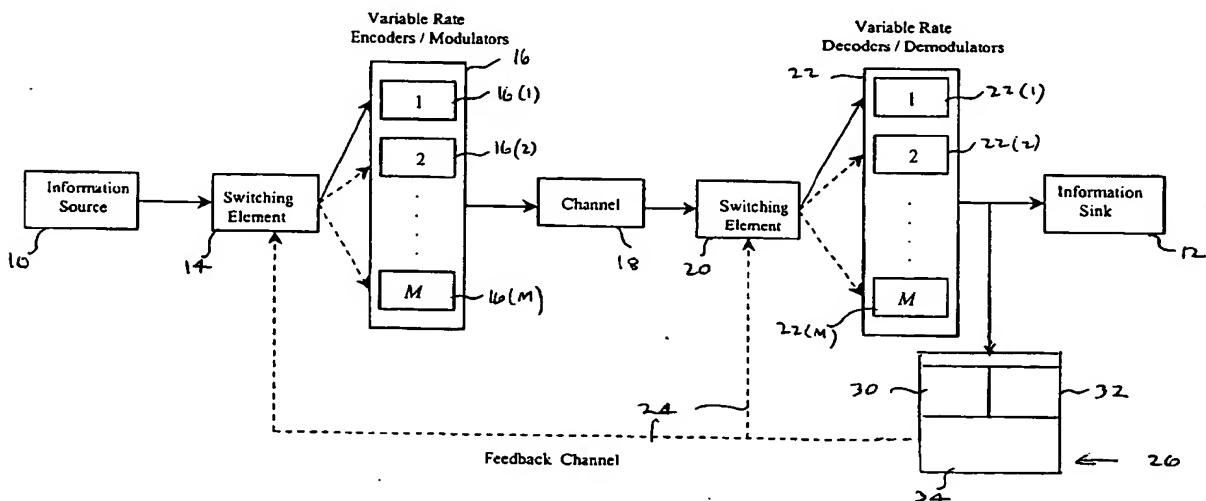 Variable Rate
Encoders / Modulators
16
1
16(1)
2
16(2)
M
16(M)
Information
Source
10
Switching
Element
14
Channel
18
Switching
Element
20
Variable Rate
Decoders / Demodulators
22
1
22(1)
2
22(2)
M
22(M)
Information
Sink
12
30
32
34
26
24
Feedback Channel